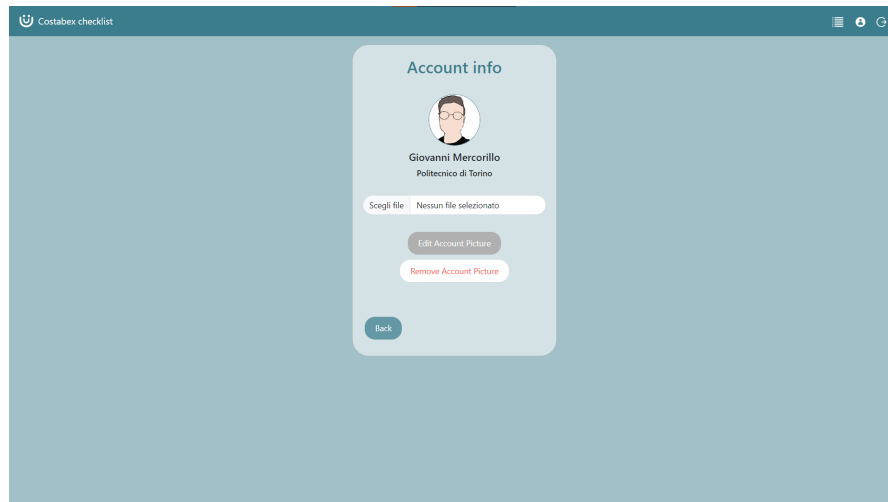 Costabex checklist
Account info
Giovanni Mercorillo
Politecnico di Torino
Scegli file Nessun file selezionato
Edit Account Picture
Remove Account Picture
Back